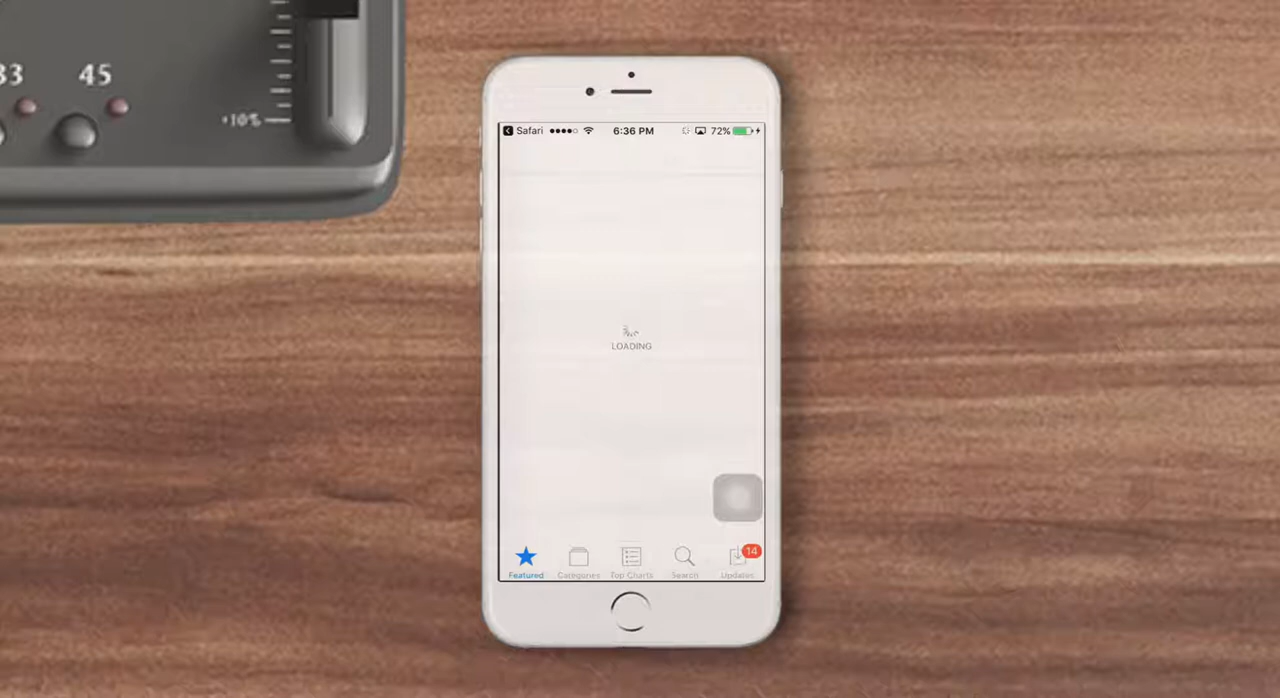 33
45
+10%
Safari 6:36 PM 72%
LOADING
14
Featured Categories Top Charts Search Updates